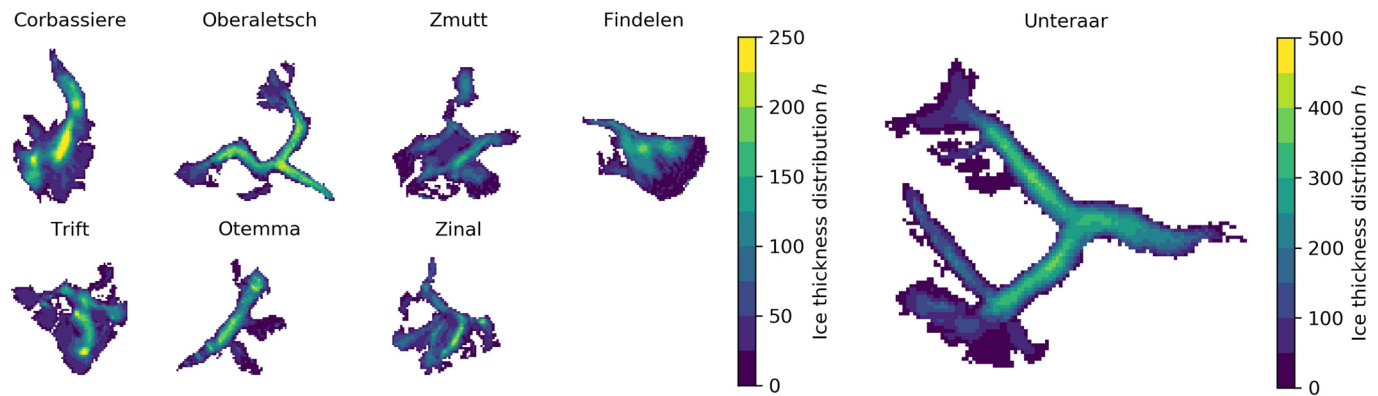 Corbassiere
Oberaletsch
Zmutt
Findelen
Unteraar
Trift
Otemma
Zinal
250
200
150
100
50
0
Ice thickness distribution h
500
400
300
200
100
0
Ice thickness distribution h